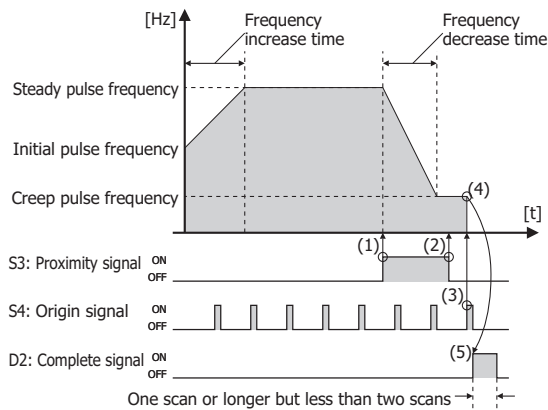 [Hz]
Frequency
increase time
Frequency
decrease time
Steady pulse frequency
Initial pulse frequency
Creep pulse frequency
(4)
[t]
(1)
(2)
S3: Proximity signal
ON
OFF
(3)
S4: Origin signal
ON
OFF
(5)
D2: Complete signal
ON
OFF
One scan or longer but less than two scans